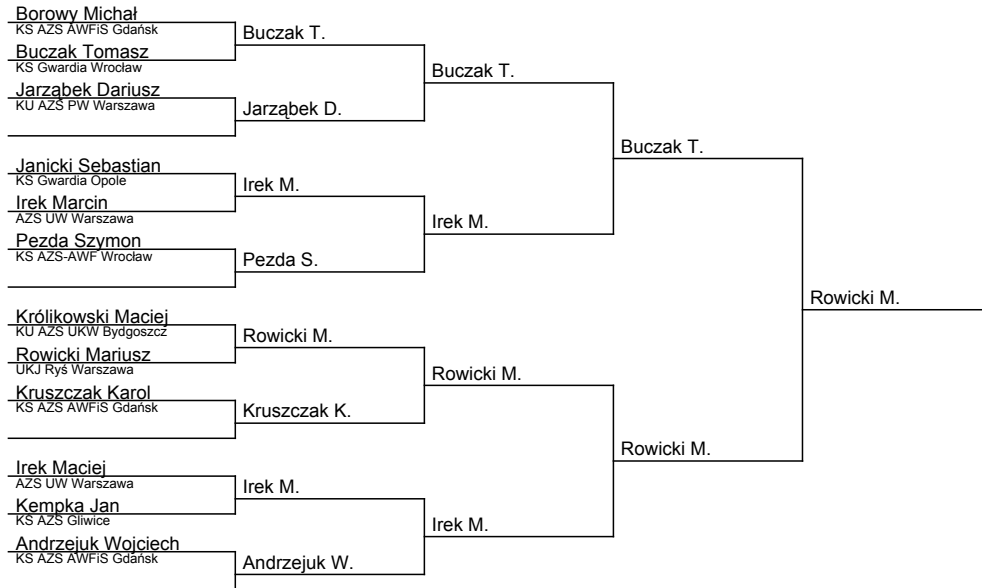 Borowy Michał
KS AZS AWFiS Gdańsk
Buczak Tomasz
KS Gwardia Wrocław
Jarząbek Dariusz
KU AZS PW Warszawa
Janicki Sebastian
KS Gwardia Opole
Irek Marcin
AZS UW Warszawa
Pezda Szymon
KS AZS-AWF Wrocław
Królikowski Maciej
KU AZS UKW Bydgoszcz
Rowicki Mariusz
UKJ Ryś Warszawa
Kruszczak Karol
KS AZS AWFiS Gdańsk
Irek Maciej
AZS UW Warszawa
Kempka Jan
KS AZS Gliwice
Andrzejuk Wojciech
KS AZS AWFiS Gdańsk
Buczak T.
Jarząbek D.
Irek M.
Pezda S.
Rowicki M.
Kruszczak K.
Irek M.
Andrzejuk W.
Buczak T.
Irek M.
Rowicki M.
Irek M.
Buczak T.
Rowicki M.
Rowicki M.